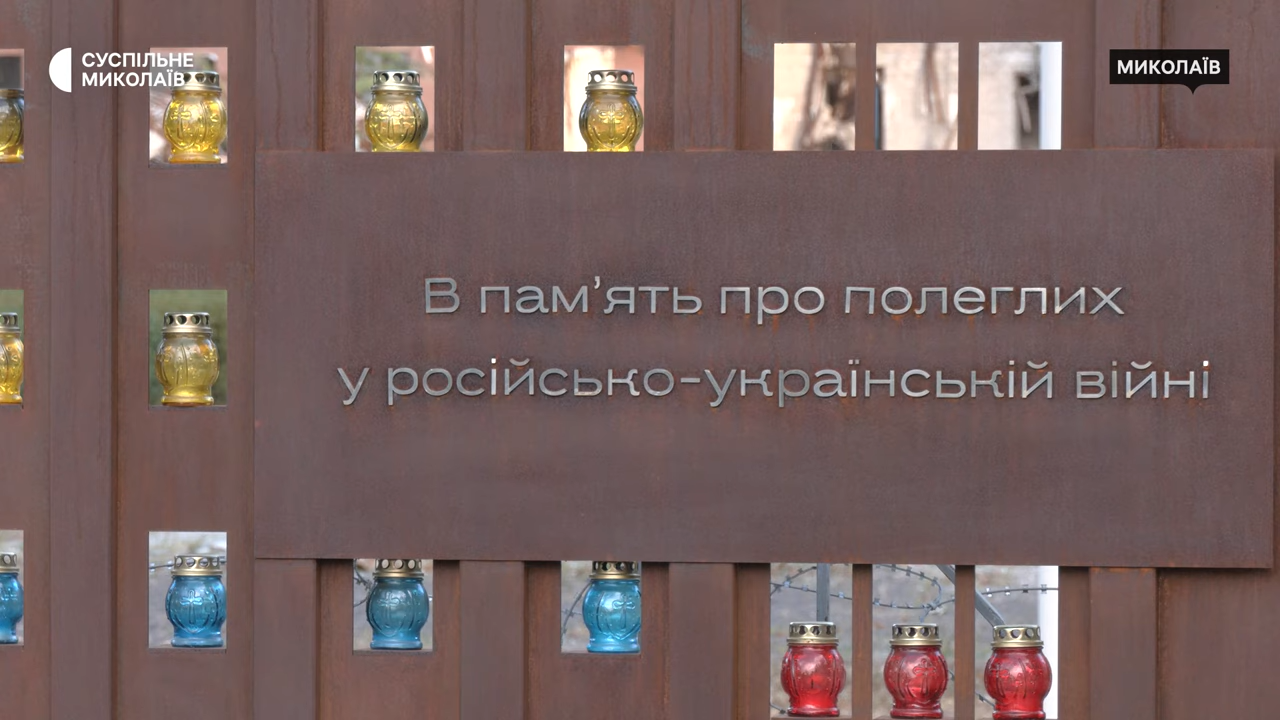 СУСПІЛЬНЕ
МИКОЛАЇВ
МИКОЛАЇВ
В пам’ять про полеглих
у російсько-українській війні